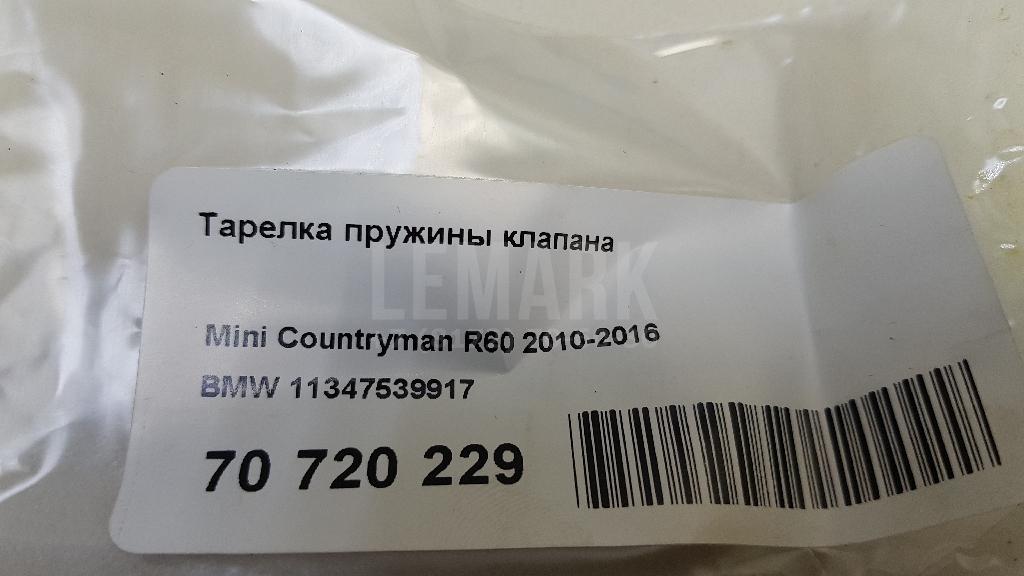 Тарелка пружины клапана
LEMARK
Mini Countryman R60 2010-2016
BMW 11347539917
70 720 229